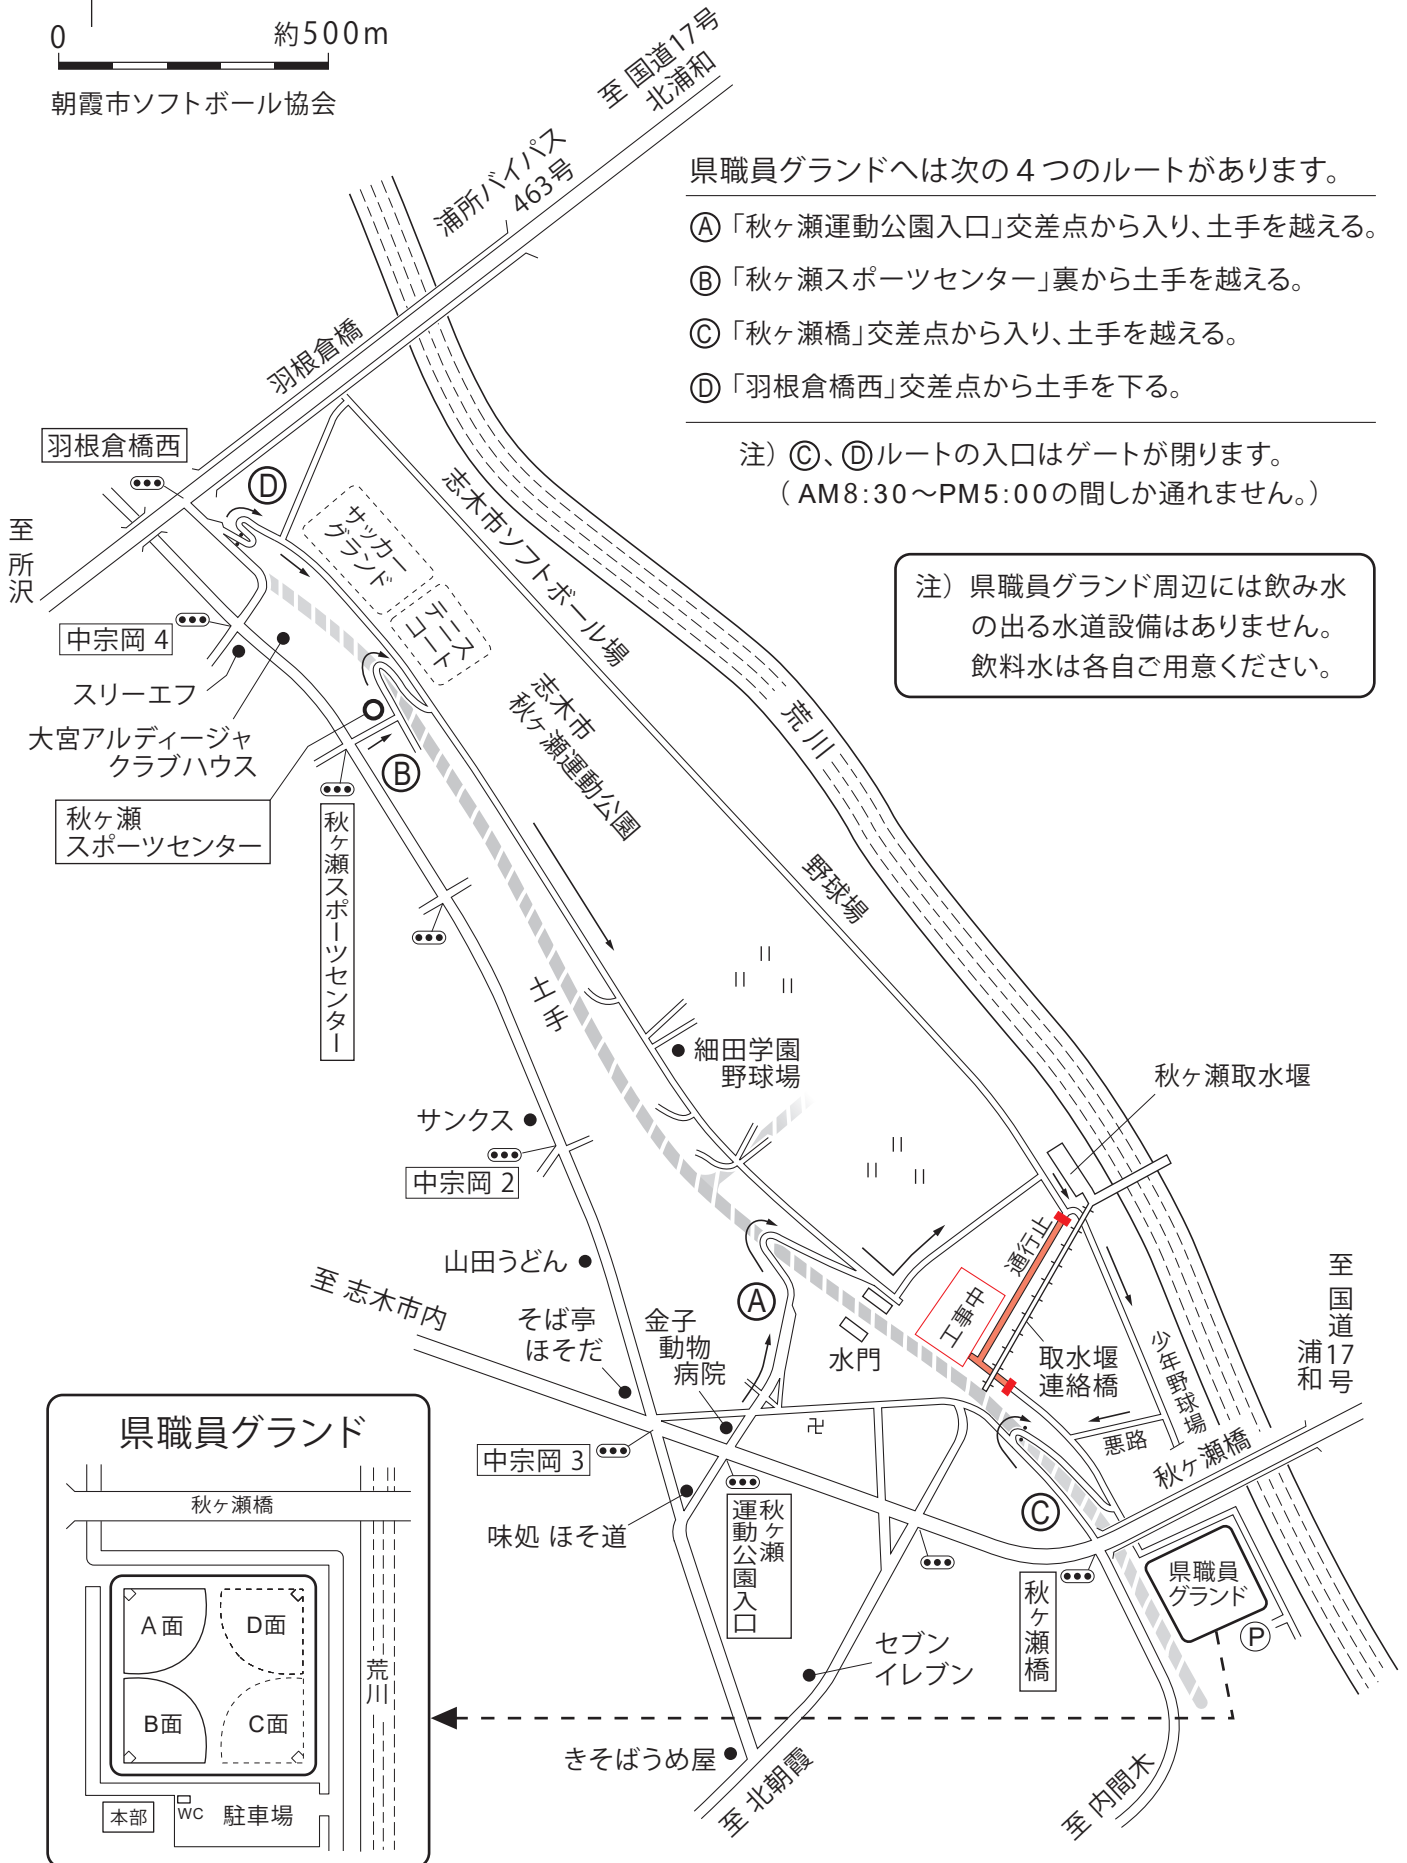 0
約500m
朝霞市ソフトボール協会
至 国道17号
北浦和
浦所バイパス
463号
県職員グランドへは次の4つのルートがあります。
Ⓐ「秋ヶ瀬運動公園入口」交差点から入り、土手を越える。
Ⓑ「秋ヶ瀬スポーツセンター」裏から土手を越える。
Ⓒ「秋ヶ瀬橋」交差点から入り、土手を越える。
Ⓓ「羽根倉橋西」交差点から土手を下る。
注）Ⓒ、Ⓓルートの入口はゲートが閉ります。
（AM8:30～PM5:00の間しか通れません。）
注）県職員グランド周辺には飲み水
の出る水道設備はありません。
飲料水は各自ご用意ください。
羽根倉橋
羽根倉橋西
Ⓓ
至 所沢
サッカー
グランド
テニス
コート
志木市ソフトボール場
中宗岡 4
スリーエフ
大宮アルディージャ
クラブハウス
Ⓑ
秋ヶ瀬
スポーツセンター
秋ヶ瀬スポーツセンター
志木市
秋ヶ瀬運動公園
荒川
野球場
土手
細田学園
野球場
秋ヶ瀬取水堰
サンクス
中宗岡 2
山田うどん
至 志木市内
そば亭
ほそだ
金子
動物
病院
Ⓐ
水門
通行止
工事中
取水堰
連絡橋
少年野球場
至 国道17号
浦和
悪路
秋ヶ瀬橋
卍
中宗岡 3
味処 ほそ道
秋ヶ瀬
運動公園入口
Ⓒ
秋ヶ瀬橋
県職員
グランド
Ⓟ
セブン
イレブン
きそばうめ屋
至 北朝霞
至 内間木
県職員グランド
秋ヶ瀬橋
A面
D面
B面
C面
荒川
本部
WC
駐車場